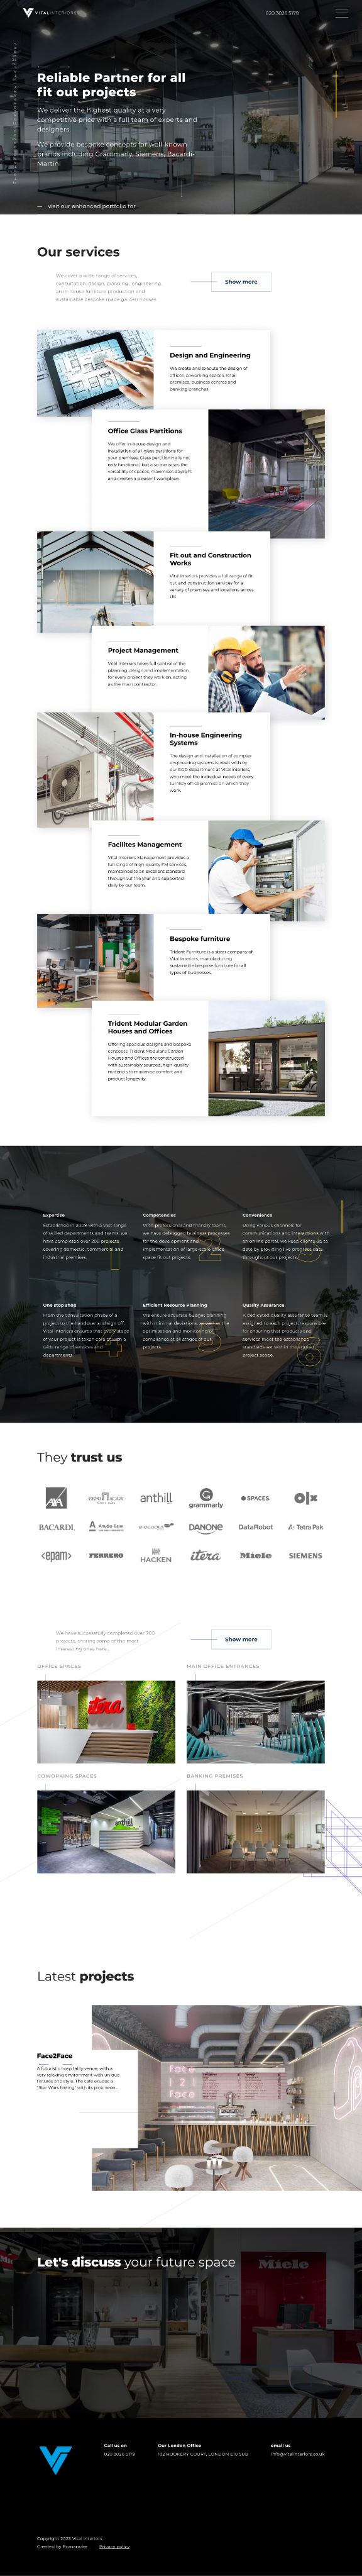 VITALINTERIORS
020 3026 5179
Reliable Partner for all
fit out projects
We deliver the highest quality at a very
competitive price with a full team of experts and
designers.
We provide bespoke concepts for well-known
brands including Grammarly, Siemens, Bacardi-
Martini.
visit our enhanced portfolio for
Our services
We cover a wide range of services,
consultation, design, planning, engineering,
an in-house furniture production and
sustainable bespoke made garden houses
Show more
Design and Engineering
We create and execute the design of
offices, coworking spaces, retail
premises, business centres and
banking branches.
Office Glass Partitions
We offer in-house design and
installation of all glass partitions for
your premises. Glass partitioning is not
only functional, but also increases the
versatility of spaces, maximises daylight
and creates a pleasant workplace.
Fit out and Construction
Works
Vital Interiors provides a full range of fit
out and construction services for a
variety of premises and locations across
UK.
Project Management
Vital Interiors takes full control of the
planning, design and implementation
for every project they work on, acting
as the main contractor.
In-house Engineering
Systems
The design and installation of complex
engineering systems is dealt with by
our EGD department at Vital Interiors,
who meet the individual needs of every
turnkey office premise on which they
work.
Facilites Management
Vital Interiors Management provides a
full range of high-quality FM services,
maintained to an excellent standard
throughout the year and supported
daily by our team.
Bespoke furniture
Trident Furniture is a sister company of
Vital Interiors, manufacturing
sustainable bespoke furniture for all
types of businesses.
Trident Modular Garden
Houses and Offices
Offering spacious designs and bespoke
concepts, Trident Modular's Garden
Houses and Offices are constructed
with sustainably sourced, high quality
materials to maximise comfort and
product longevity.
Expertise
Established in 2009 with a vast range
of skilled departments and teams, we
have completed over 200 projects,
covering domestic, commercial and
industrial premises.
1
Competencies
With professional and friendly teams,
we have debugged business processes
for the development and
implementation of large-scale office
space fit out projects.
2
Convenience
Using various channels for
communications and interactions with
an online portal, we keep clients up to
date by providing live progress data
throughout our projects.
3
One stop shop
From the consultation phase of a
project to the handover and sign off,
Vital Interiors ensures that every stage
of your project is taken care of with a
wide range of services and
departments.
4
Efficient Resource Planning
We ensure accurate budget planning
with minimal deviations, as well as the
optimisation and monitoring of
compliance at all stages of our
projects.
5
Quality Assurance
A dedicated quality assurance team is
assigned to each project, responsible
for ensuring that products and
services meet the established
standards set within the scope of
project scope.
6
They trust us
AXA
anthill
grammarly
SPACES.
olx
BACARDI.
Альфа·Банк
DANONE
DataRobot
Tetra Pak
<epam>
FERRERO
HACKEN
itera
Miele
SIEMENS
We have successfully completed over 200
projects, sharing some of the most
interesting ones here...
Show more
OFFICE SPACES
MAIN OFFICE ENTRANCES
itera
COWORKING SPACES
BANKING PREMISES
anthill
Latest projects
Face2Face
A futuristic hospitality venue, with a
very relaxing environment with unique
fixtures and style. The café exudes a
"Star Wars feeling" with its pink neon...
Face
2
Face
Let's discuss your future space
Miele
Call us on
020 3026 5179
Our London Office
102 ROOKERY COURT, LONDON E10 5GG
email us
info@vitalinteriors.co.uk
Copyright 2023 Vital Interiors
Created by Romanuke
Privacy policy